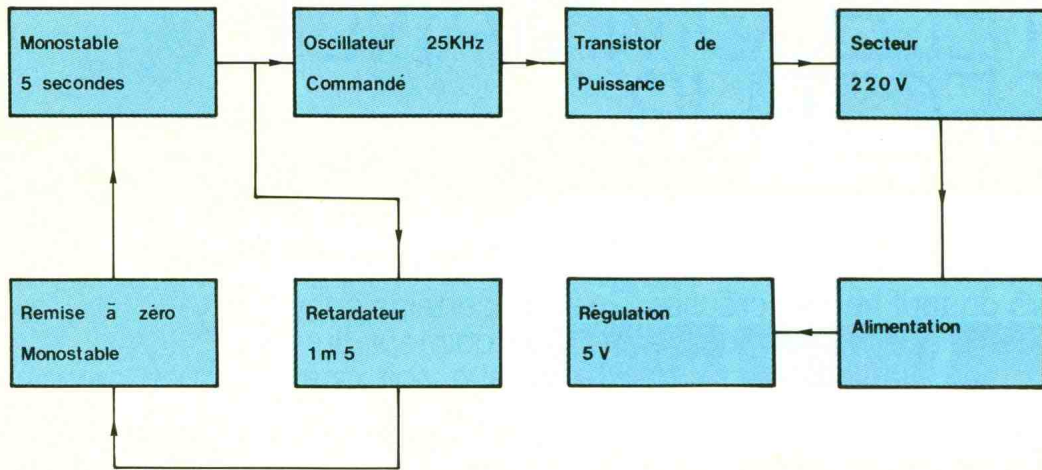 Monostable
5 secondes
Oscillateur 25KHz
Commandé
Transistor de
Puissance
Secteur
220V
Remise à zéro
Monostable
Retardateur
1m5
Régulation
5V
Alimentation